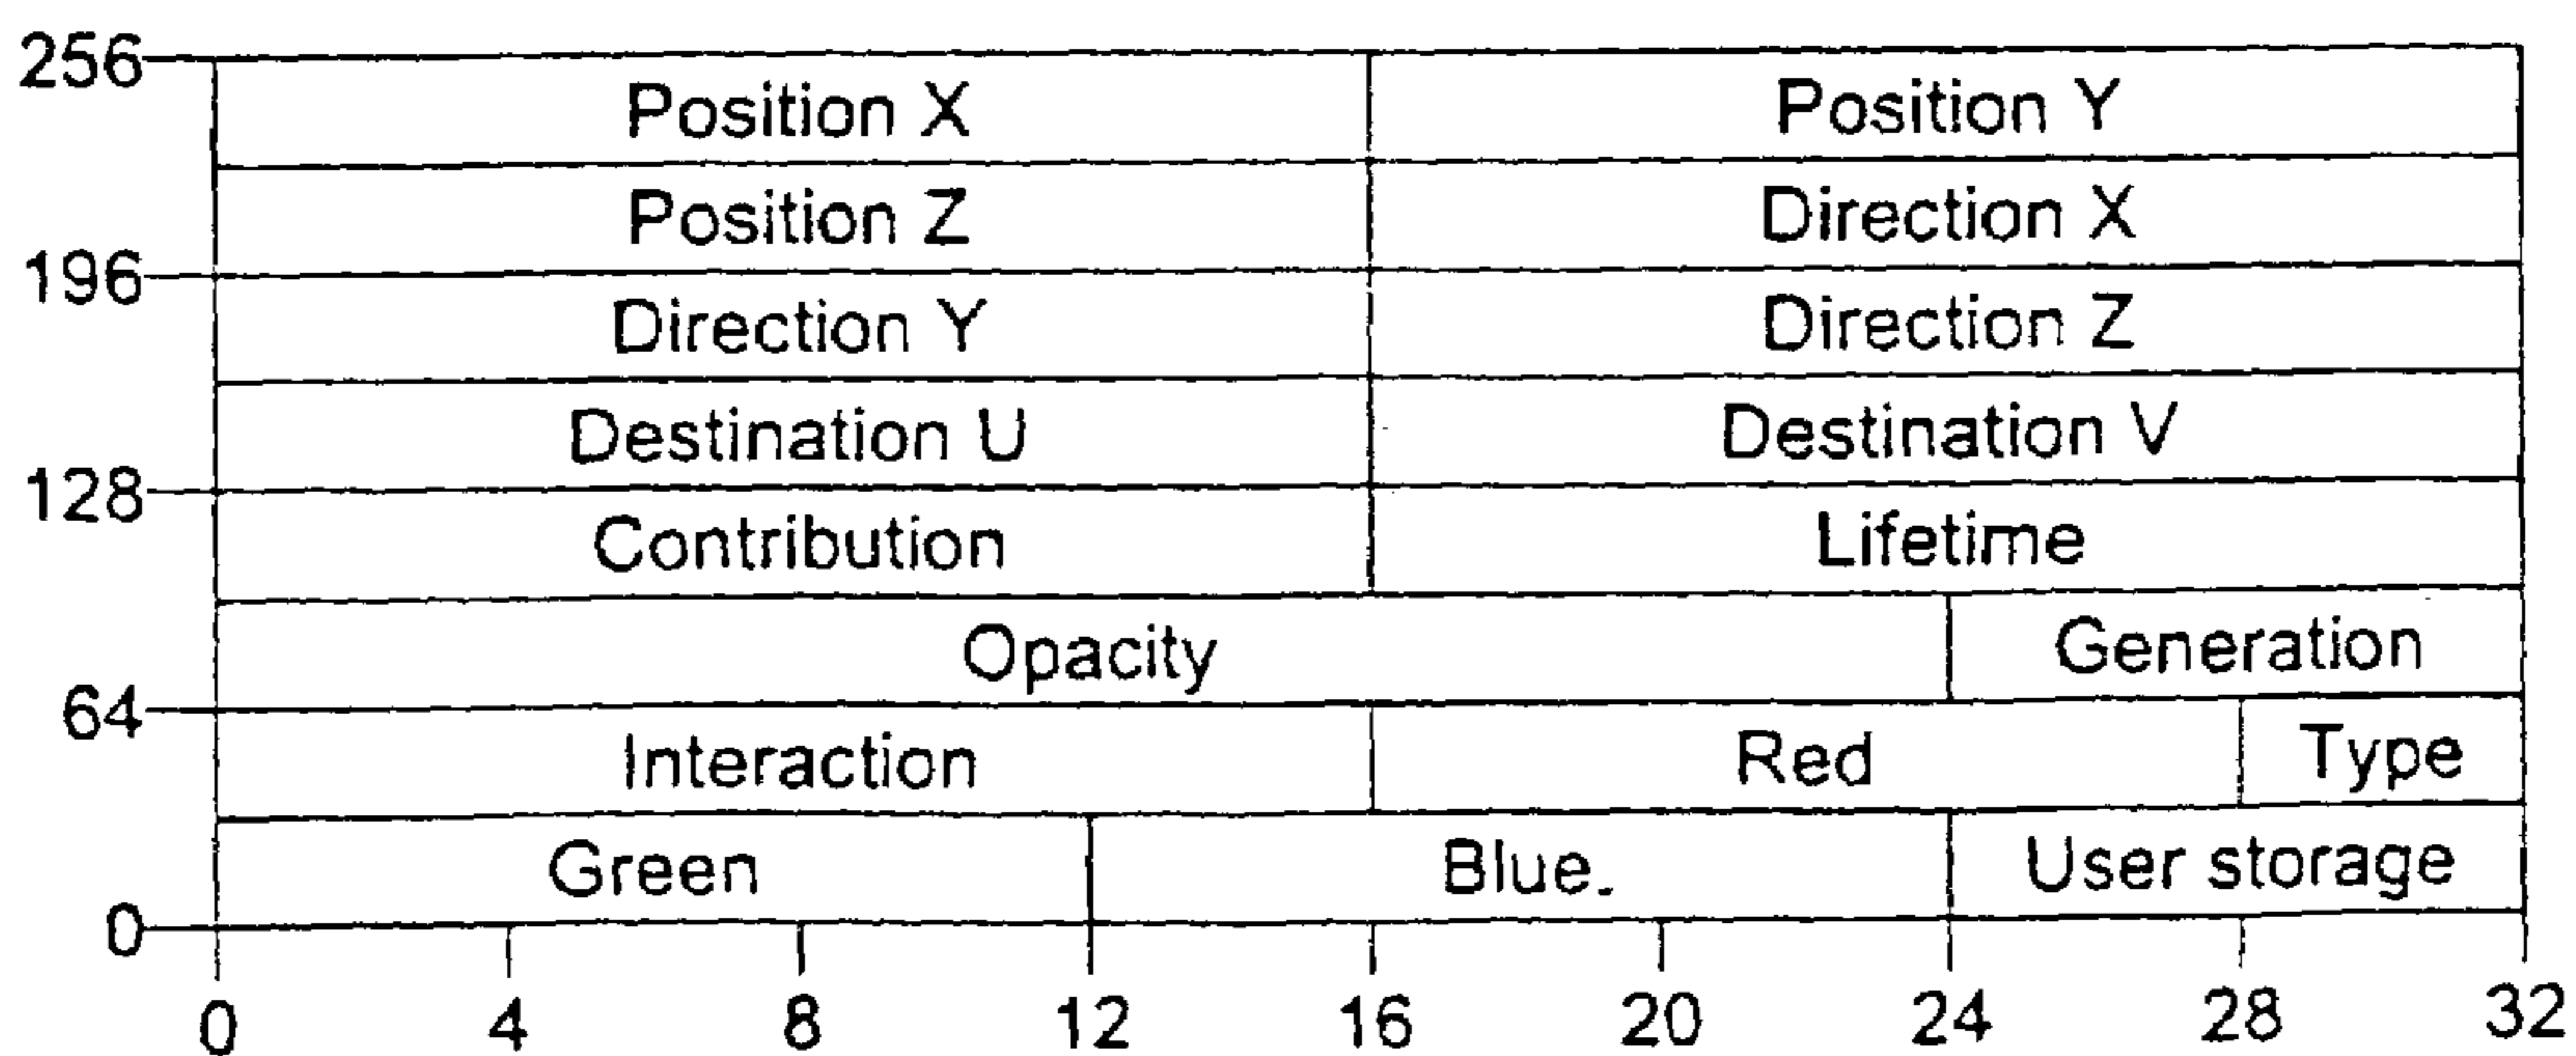 256
Position X Position Y
Position Z Direction X
196
Direction Y Direction Z
Destination U Destination V
128
Contribution Lifetime
Opacity Generation
64
Interaction Red Type
Green Blue. User storage
0
0 4 8 12 16 20 24 28 32